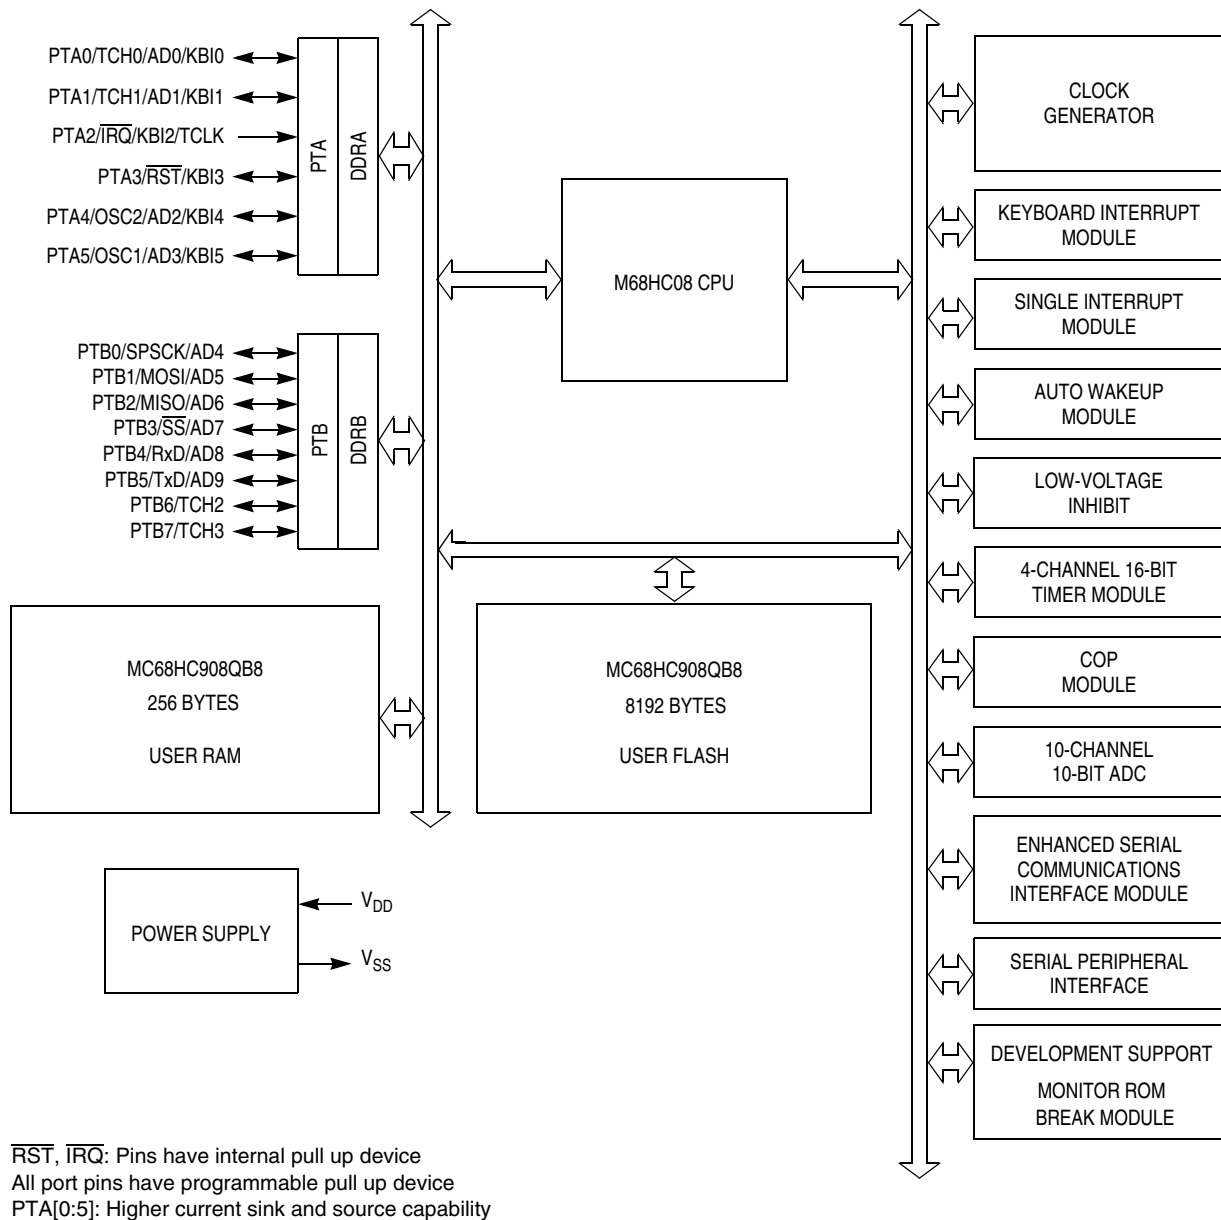 PTA0/TCH0/AD0/KBI0
PTA1/TCH1/AD1/KBI1
PTA2/IRQ/KBI2/TCLK
PTA3/RST/KBI3
PTA4/OSC2/AD2/KBI4
PTA5/OSC1/AD3/KBI5
PTA
DDRA
PTB0/SPSCK/AD4
PTB1/MOSI/AD5
PTB2/MISO/AD6
PTB3/SS/AD7
PTB4/RxD/AD8
PTB5/TxD/AD9
PTB6/TCH2
PTB7/TCH3
PTB
DDRB
M68HC08 CPU
MC68HC908QB8
256 BYTES
USER RAM
MC68HC908QB8
8192 BYTES
USER FLASH
POWER SUPPLY
VDD
VSS
CLOCK
GENERATOR
KEYBOARD INTERRUPT
MODULE
SINGLE INTERRUPT
MODULE
AUTO WAKEUP
MODULE
LOW-VOLTAGE
INHIBIT
4-CHANNEL 16-BIT
TIMER MODULE
COP
MODULE
10-CHANNEL
10-BIT ADC
ENHANCED SERIAL
COMMUNICATIONS
INTERFACE MODULE
SERIAL PERIPHERAL
INTERFACE
DEVELOPMENT SUPPORT
MONITOR ROM
BREAK MODULE
RST, IRQ: Pins have internal pull up device
All port pins have programmable pull up device
PTA[0:5]: Higher current sink and source capability